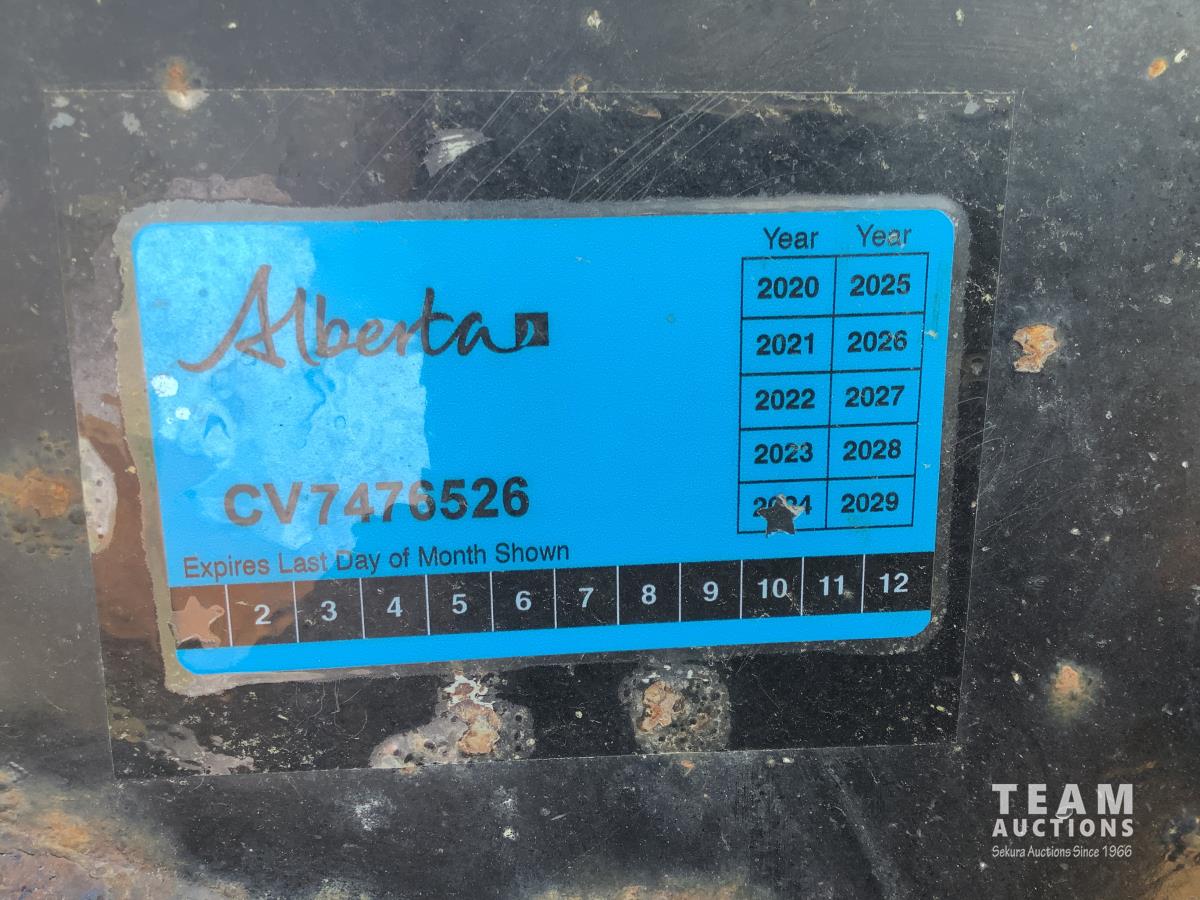 Alberta
Year Year
2020 2025
2021 2026
2022 2027
2023 2028
2024 2029
CV7476526
Expires Last Day of Month Shown
2 3 4 5 6 7 8 9 10 11 12
TEAM
AUCTIONS
Sekura Auctions Since 1966